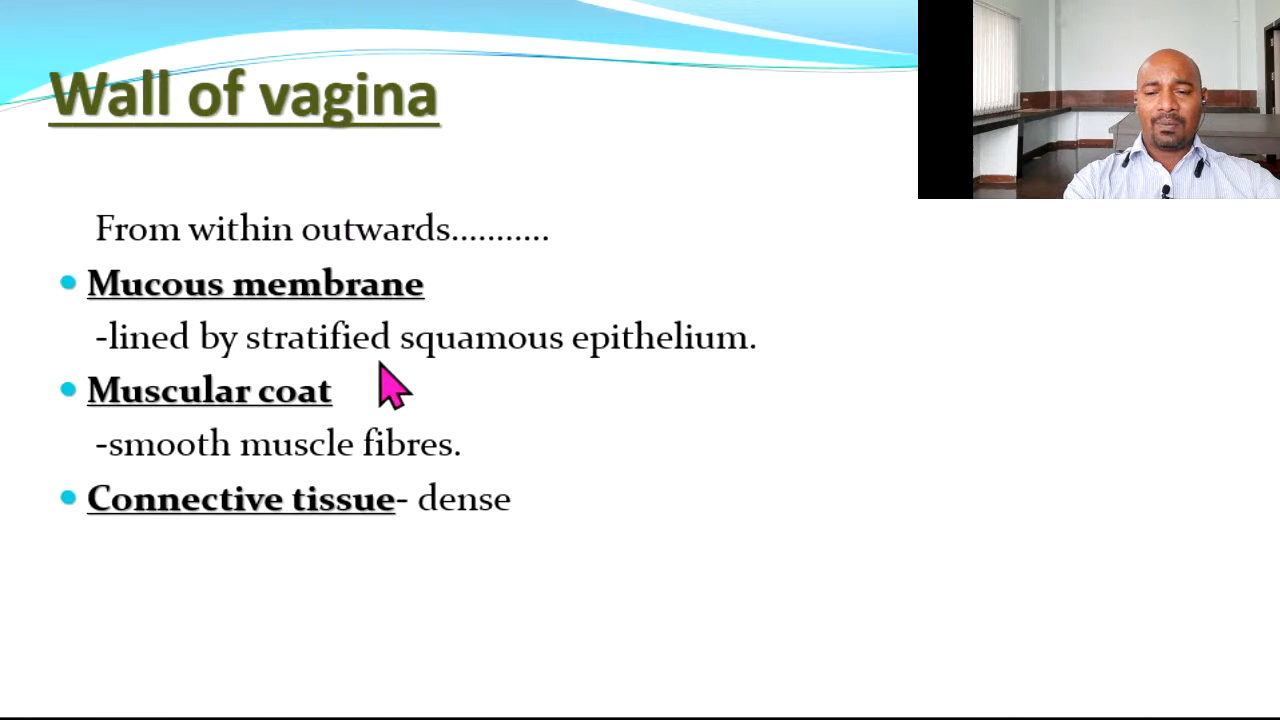 Wall of vagina
From within outwards...........
• Mucous membrane
-lined by stratified squamous epithelium.
• Muscular coat
-smooth muscle fibres.
• Connective tissue- dense